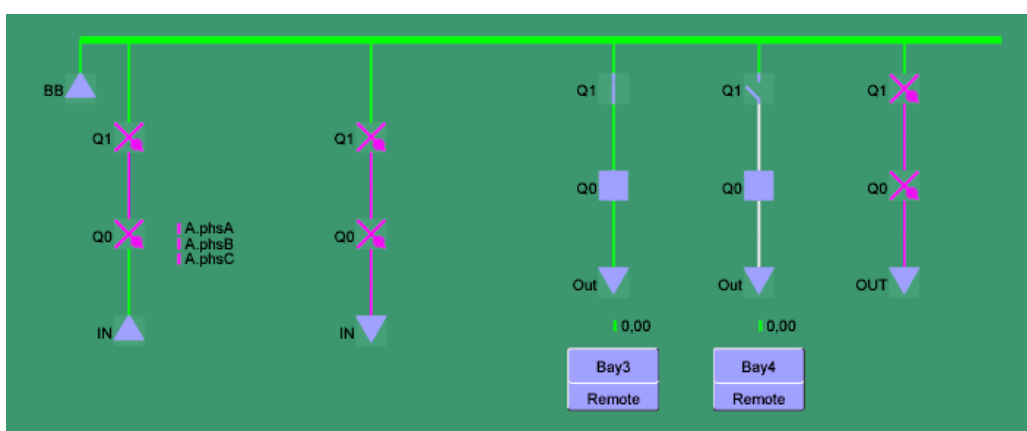 BB
Q1
Q1
Q1
Q1
Q1
Q0
A.phsA
A.phsB
A.phsC
Q0
Q0
Q0
Q0
IN
IN
Out
Out
OUT
0,00
0,00
Bay3
Remote
Bay4
Remote